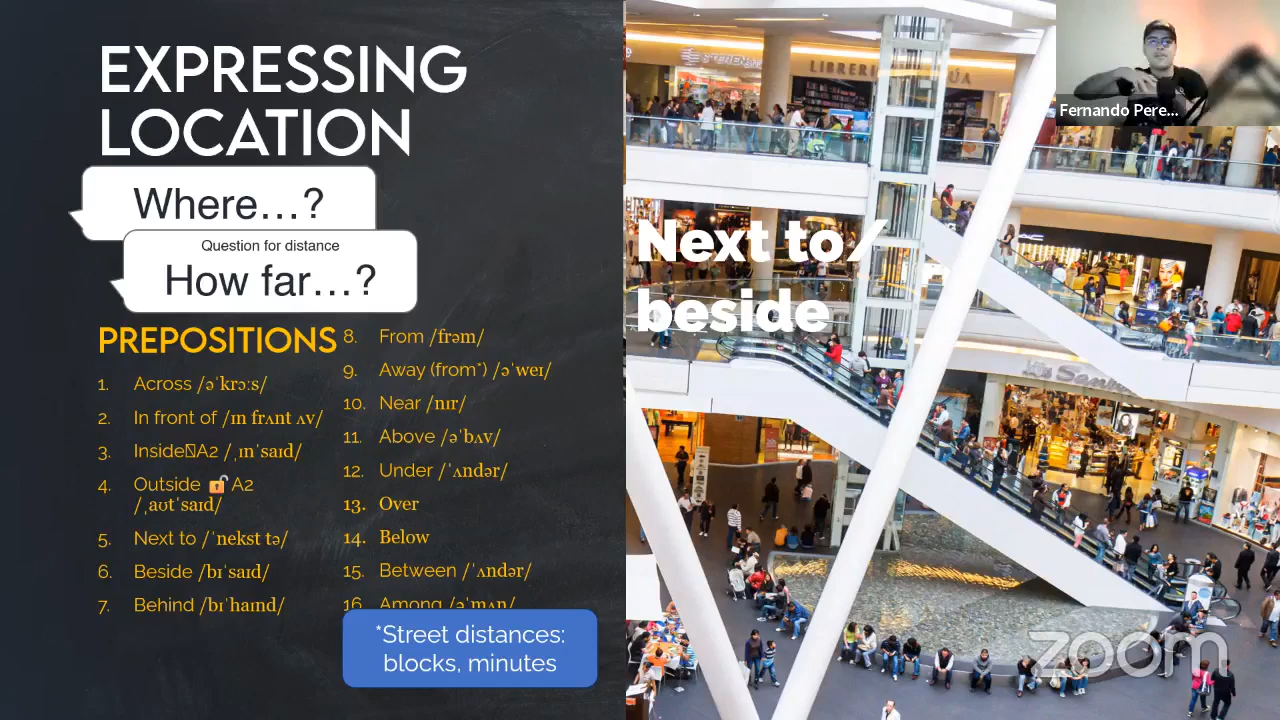 EXPRESSING
LOCATION
Where...?
Question for distance
How far...?
PREPOSITIONS
1. Across /əˈkrɔːs/
2. In front of /ɪn frʌnt ʌv/
3. Inside A2 /ˌɪnˈsaɪd/
4. Outside 🔓 A2
/ˌaʊtˈsaɪd/
5. Next to /ˈnekst tə/
6. Beside /bɪˈsaɪd/
7. Behind /bɪˈhaɪnd/
8. From /frəm/
9. Away (from*) /əˈweɪ/
10. Near /nɪr/
11. Above /əˈbʌv/
12. Under /ˈʌndər/
13. Over
14. Below
15. Between /ˈʌndər/
16. Among /əˈmʌŋ/
*Street distances:
blocks, minutes
Next to/
beside
Fernando Pere...
zoom